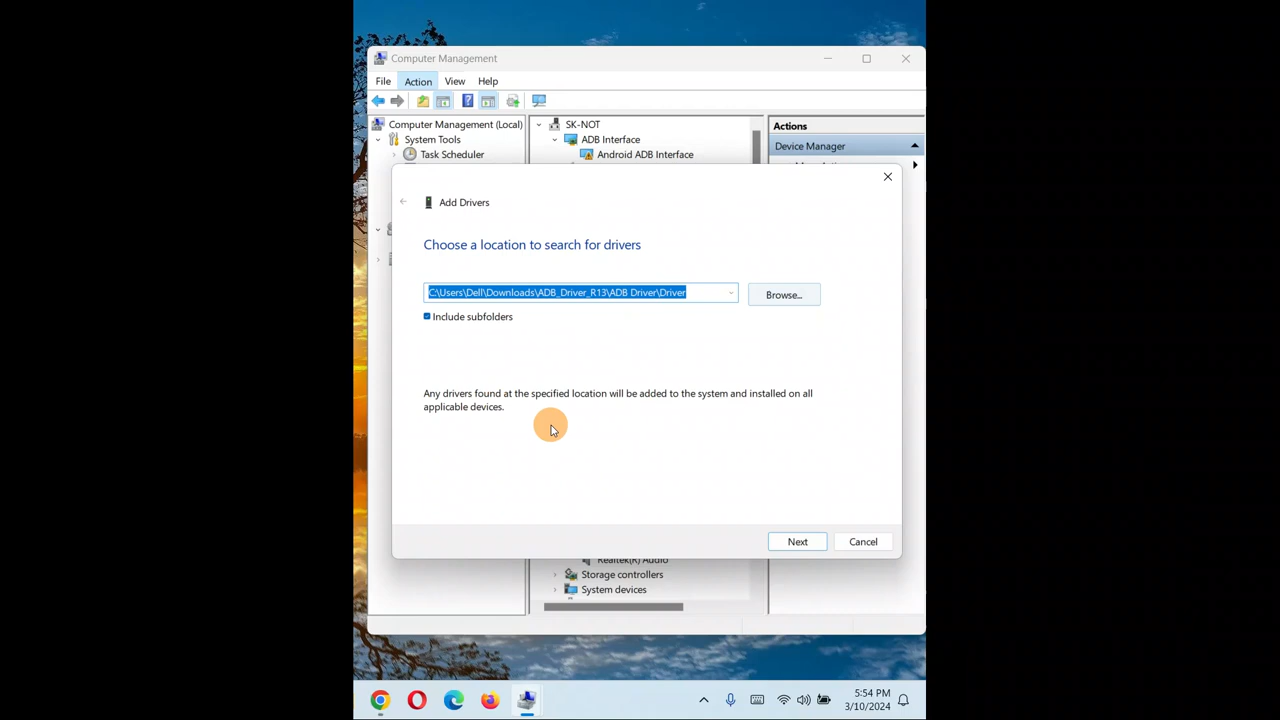 Computer Management
File Action View Help
Computer Management (Local)
System Tools
Task Scheduler
SK-NOT
ADB Interface
Android ADB Interface
Actions
Device Manager
Add Drivers
Choose a location to search for drivers
C:\Users\Dell\Downloads\ADB_Driver_R13\ADB Driver\Driver
Browse...
Include subfolders
Any drivers found at the specified location will be added to the system and installed on all
applicable devices.
Next Cancel
Realtek(R) Audio
Storage controllers
System devices
5:54 PM
3/10/2024